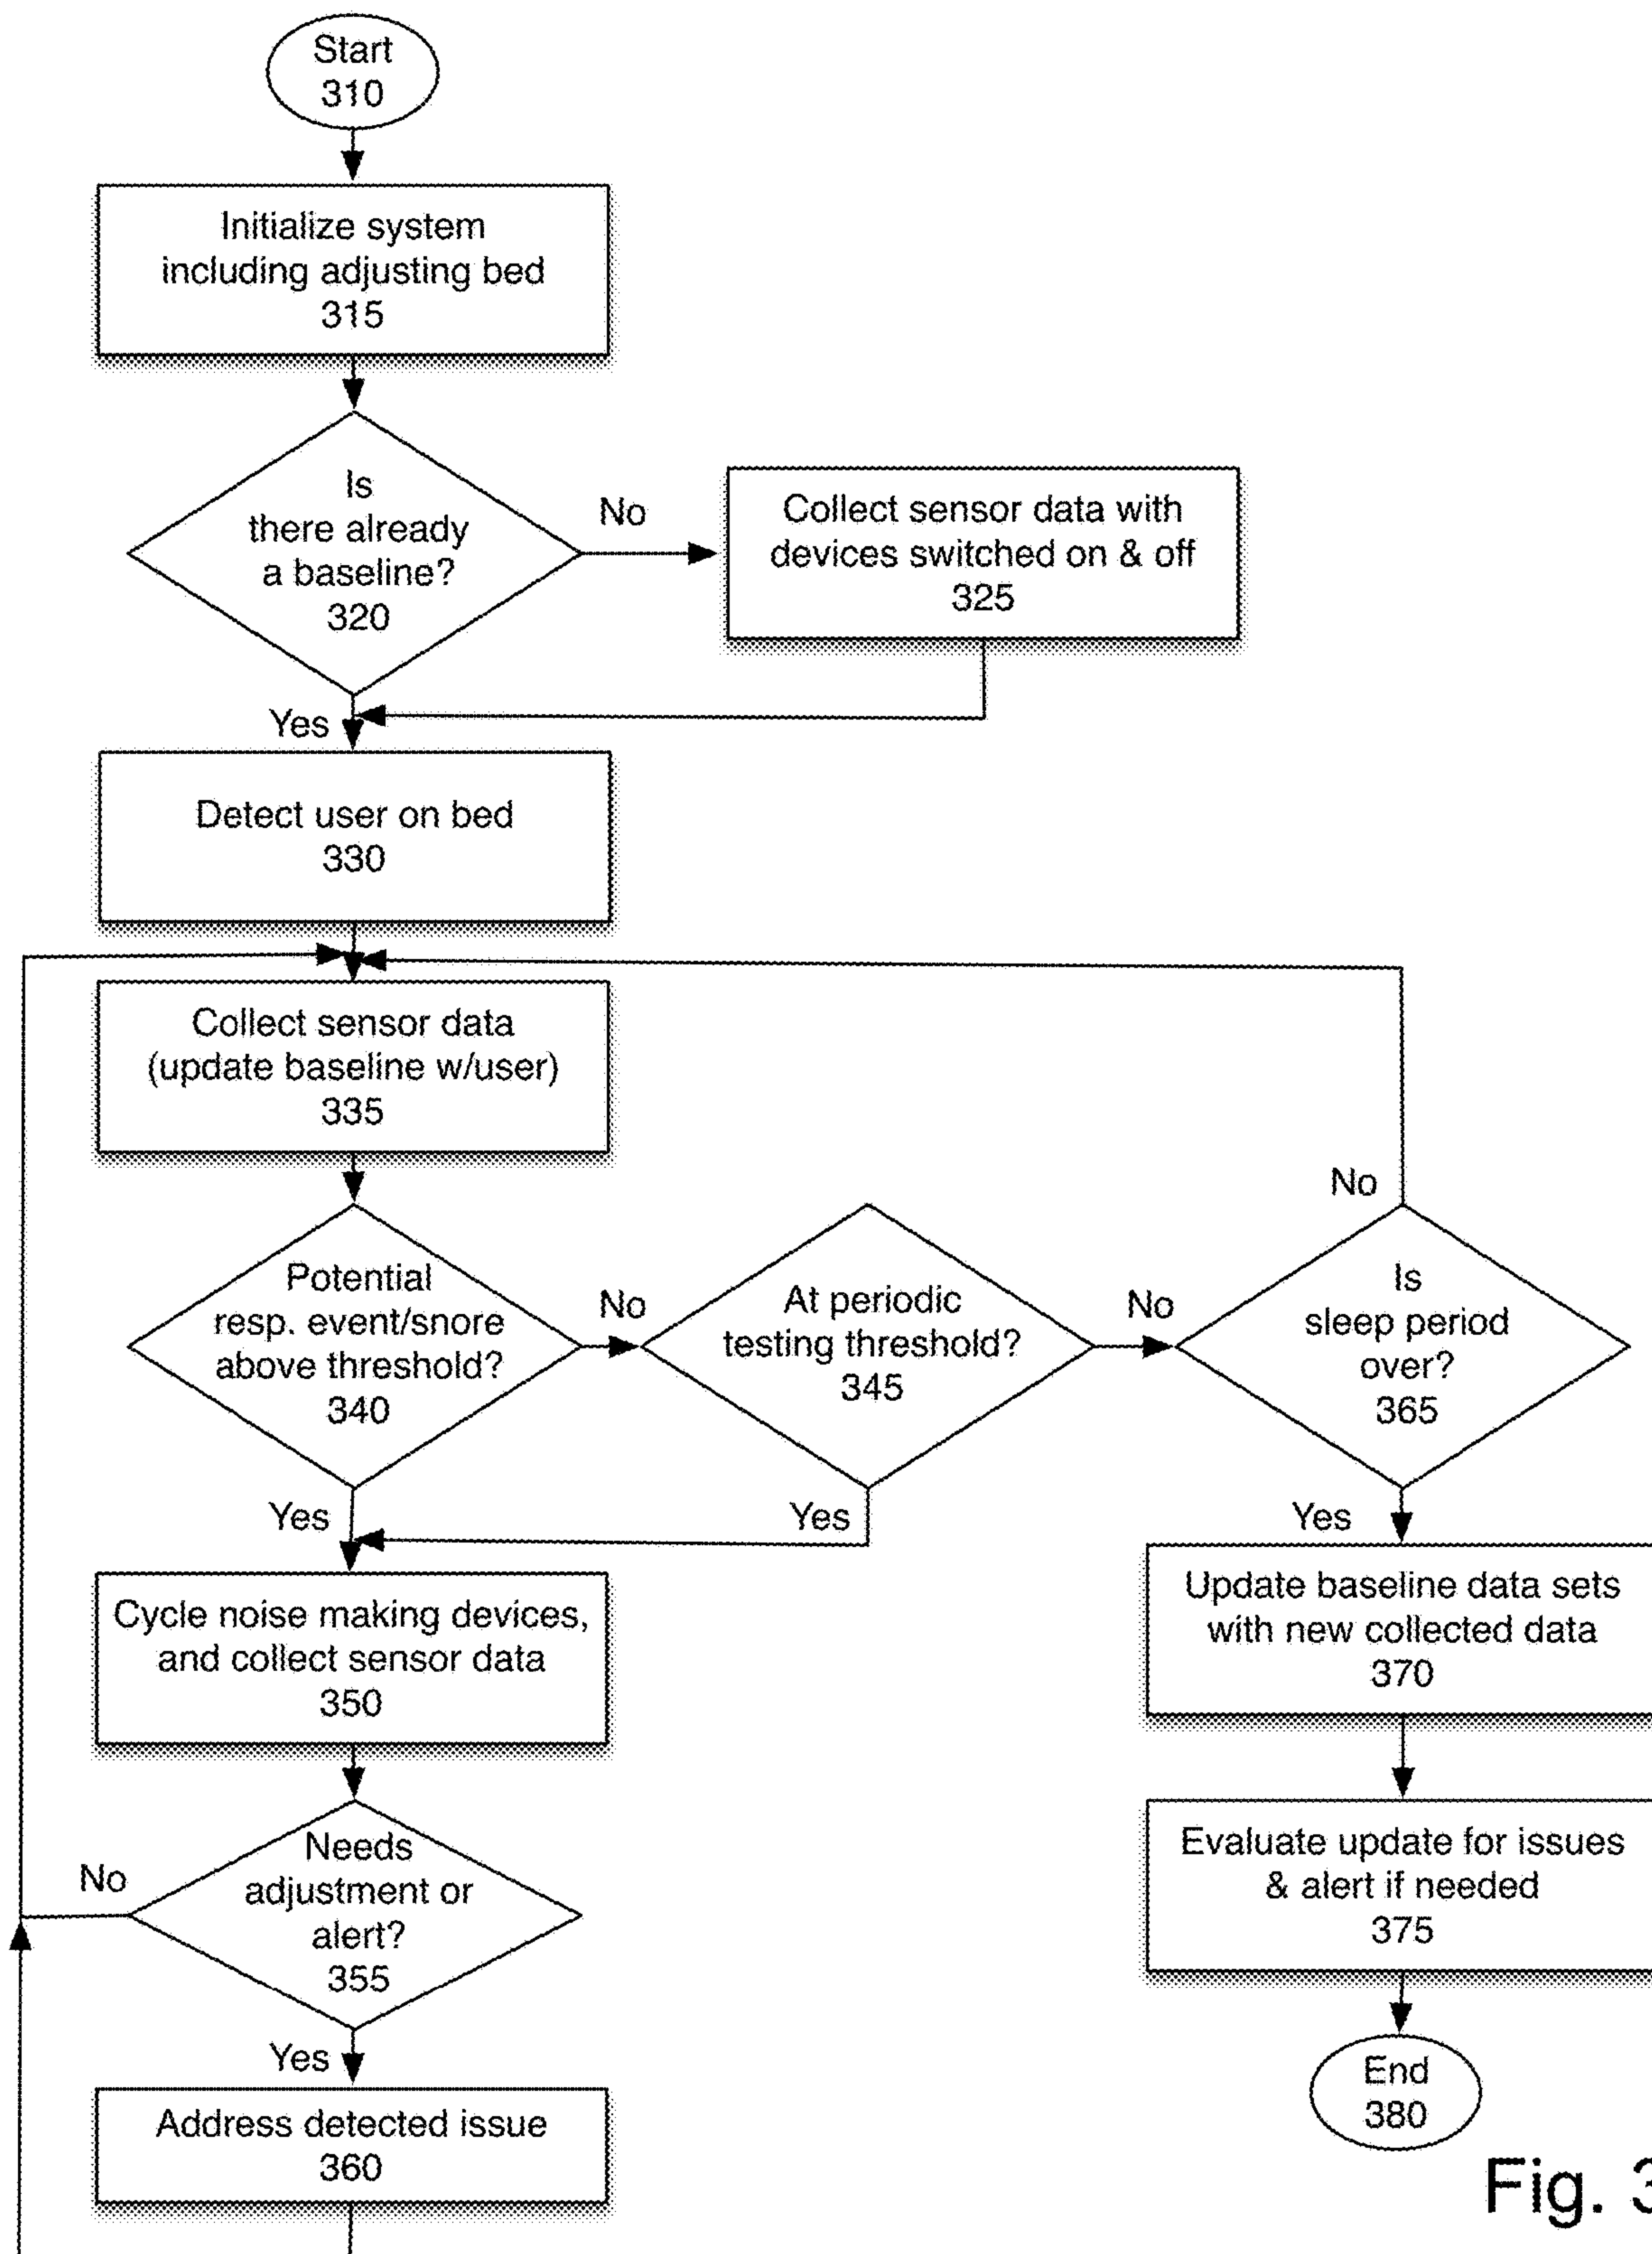 Start
310
Initialize system
including adjusting bed
315
Is
there already
a baseline?
320
No
Collect sensor data with
devices switched on & off
325
Yes
Detect user on bed
330
Collect sensor data
(update baseline w/user)
335
Potential
resp. event/snore
above threshold?
340
No
At periodic
testing threshold?
345
No
Is
sleep period
over?
365
No
Yes
Yes
Yes
Cycle noise making devices,
and collect sensor data
350
Update baseline data sets
with new collected data
370
Needs
adjustment or
alert?
355
No
Evaluate update for issues
& alert if needed
375
Yes
Address detected issue
360
End
380
Fig. 3